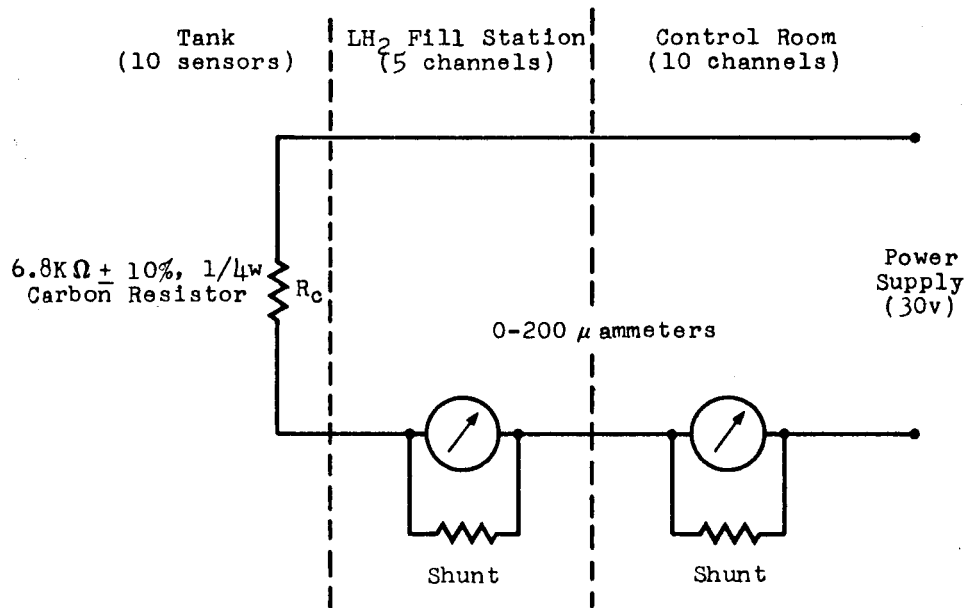 Tank
(10 sensors)
LH₂ Fill Station
(5 channels)
Control Room
(10 channels)
6.8KΩ ± 10%, 1/4w
Carbon Resistor
Rc
Power
Supply
(30v)
0-200 μ ammeters
Shunt
Shunt